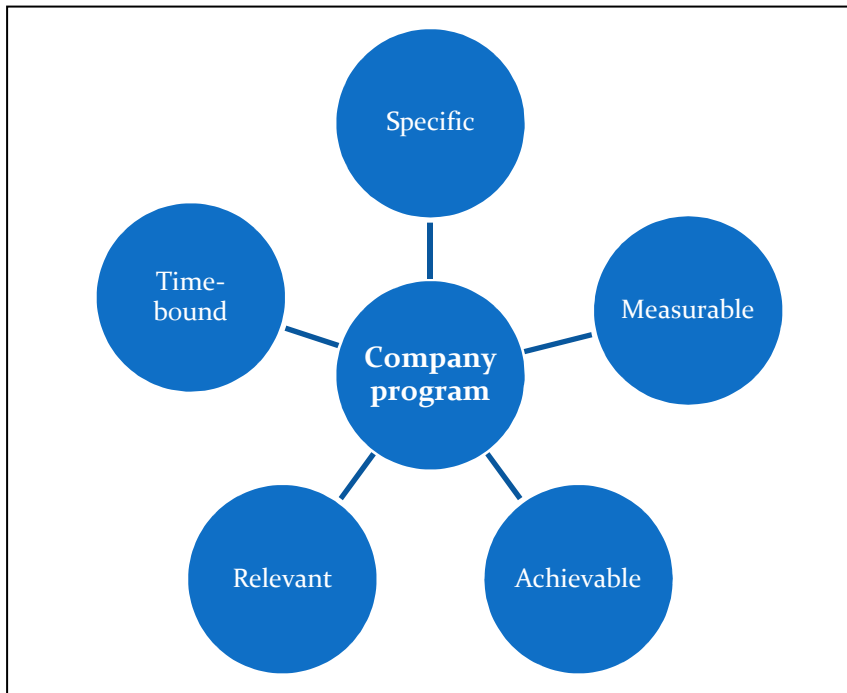 Specific
Measurable
Achievable
Relevant
Time-
bound
Company
program